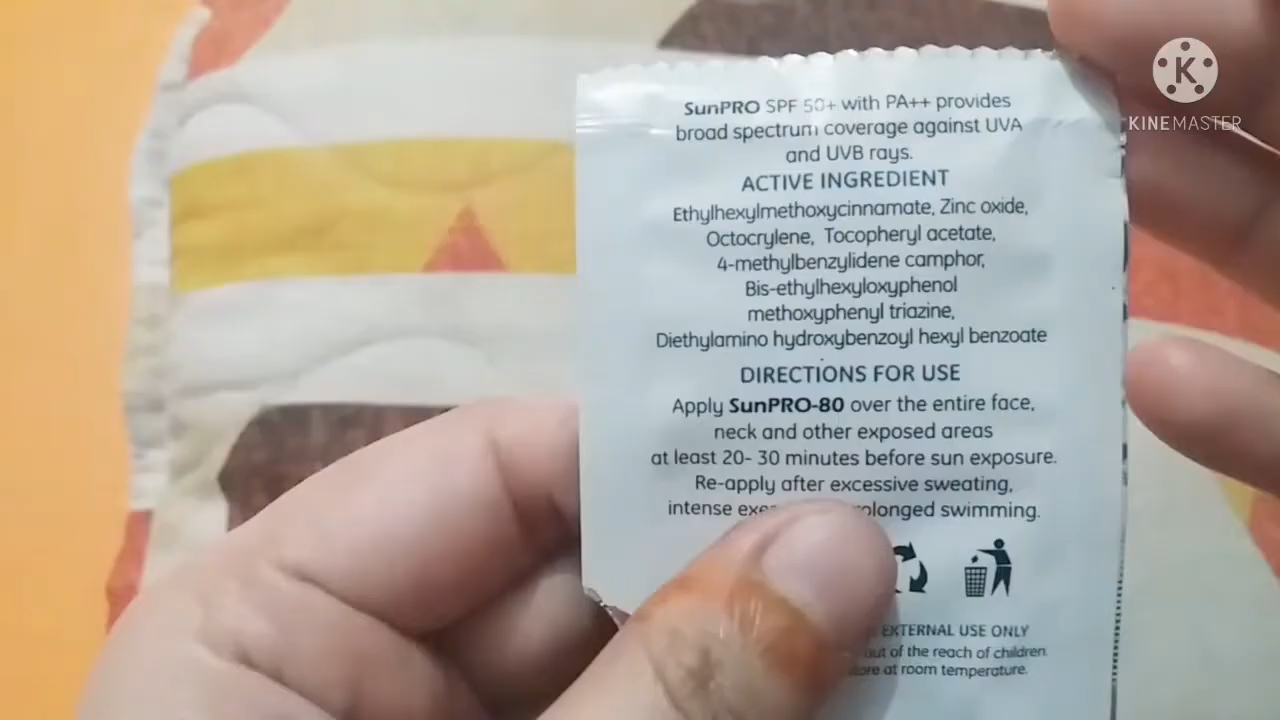 SunPRO SPF 50+ with PA++ provides
broad spectrum coverage against UVA
and UVB rays.
ACTIVE INGREDIENT
Ethylhexylmethoxycinnamate, Zinc oxide,
Octocrylene, Tocopheryl acetate,
4-methylbenzylidene camphor,
Bis-ethylhexyloxyphenol
methoxyphenyl triazine,
Diethylamino hydroxybenzoyl hexyl benzoate
DIRECTIONS FOR USE
Apply SunPRO-80 over the entire face,
neck and other exposed areas
at least 20- 30 minutes before sun exposure.
Re-apply after excessive sweating,
intense swimming.
EXTERNAL USE ONLY
out of the reach of children
at room temperature.
K
KINEMASTER